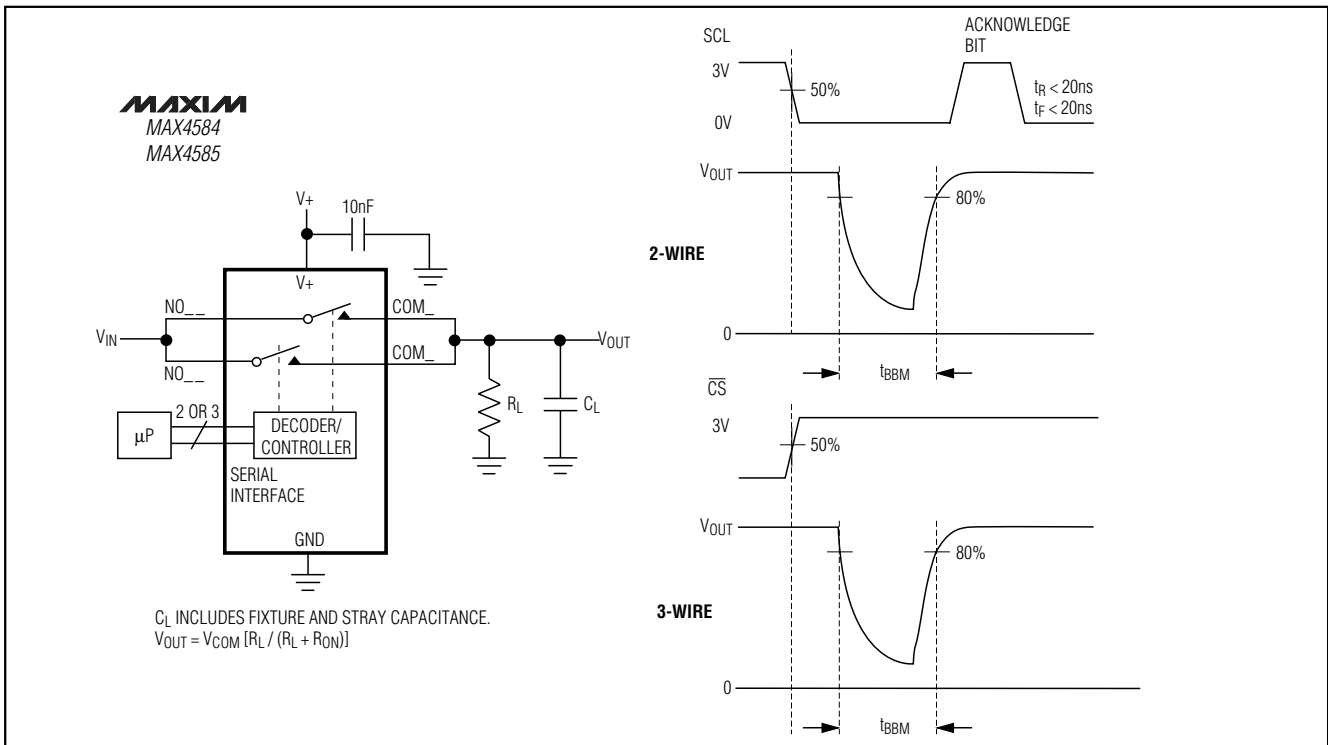 MAXIM
MAX4584
MAX4585
V+
10nF
V+
NO__
COM_
VIN
VOUT
NO__
COM_
RL
CL
µP
2 OR 3
DECODER/
CONTROLLER
SERIAL
INTERFACE
GND
CL INCLUDES FIXTURE AND STRAY CAPACITANCE.
VOUT = VCOM [RL / (RL + RON)]
SCL
ACKNOWLEDGE
BIT
3V
50%
tR < 20ns
tF < 20ns
0V
VOUT
80%
2-WIRE
0
tBBM
CS
3V
50%
VOUT
80%
3-WIRE
0
tBBM